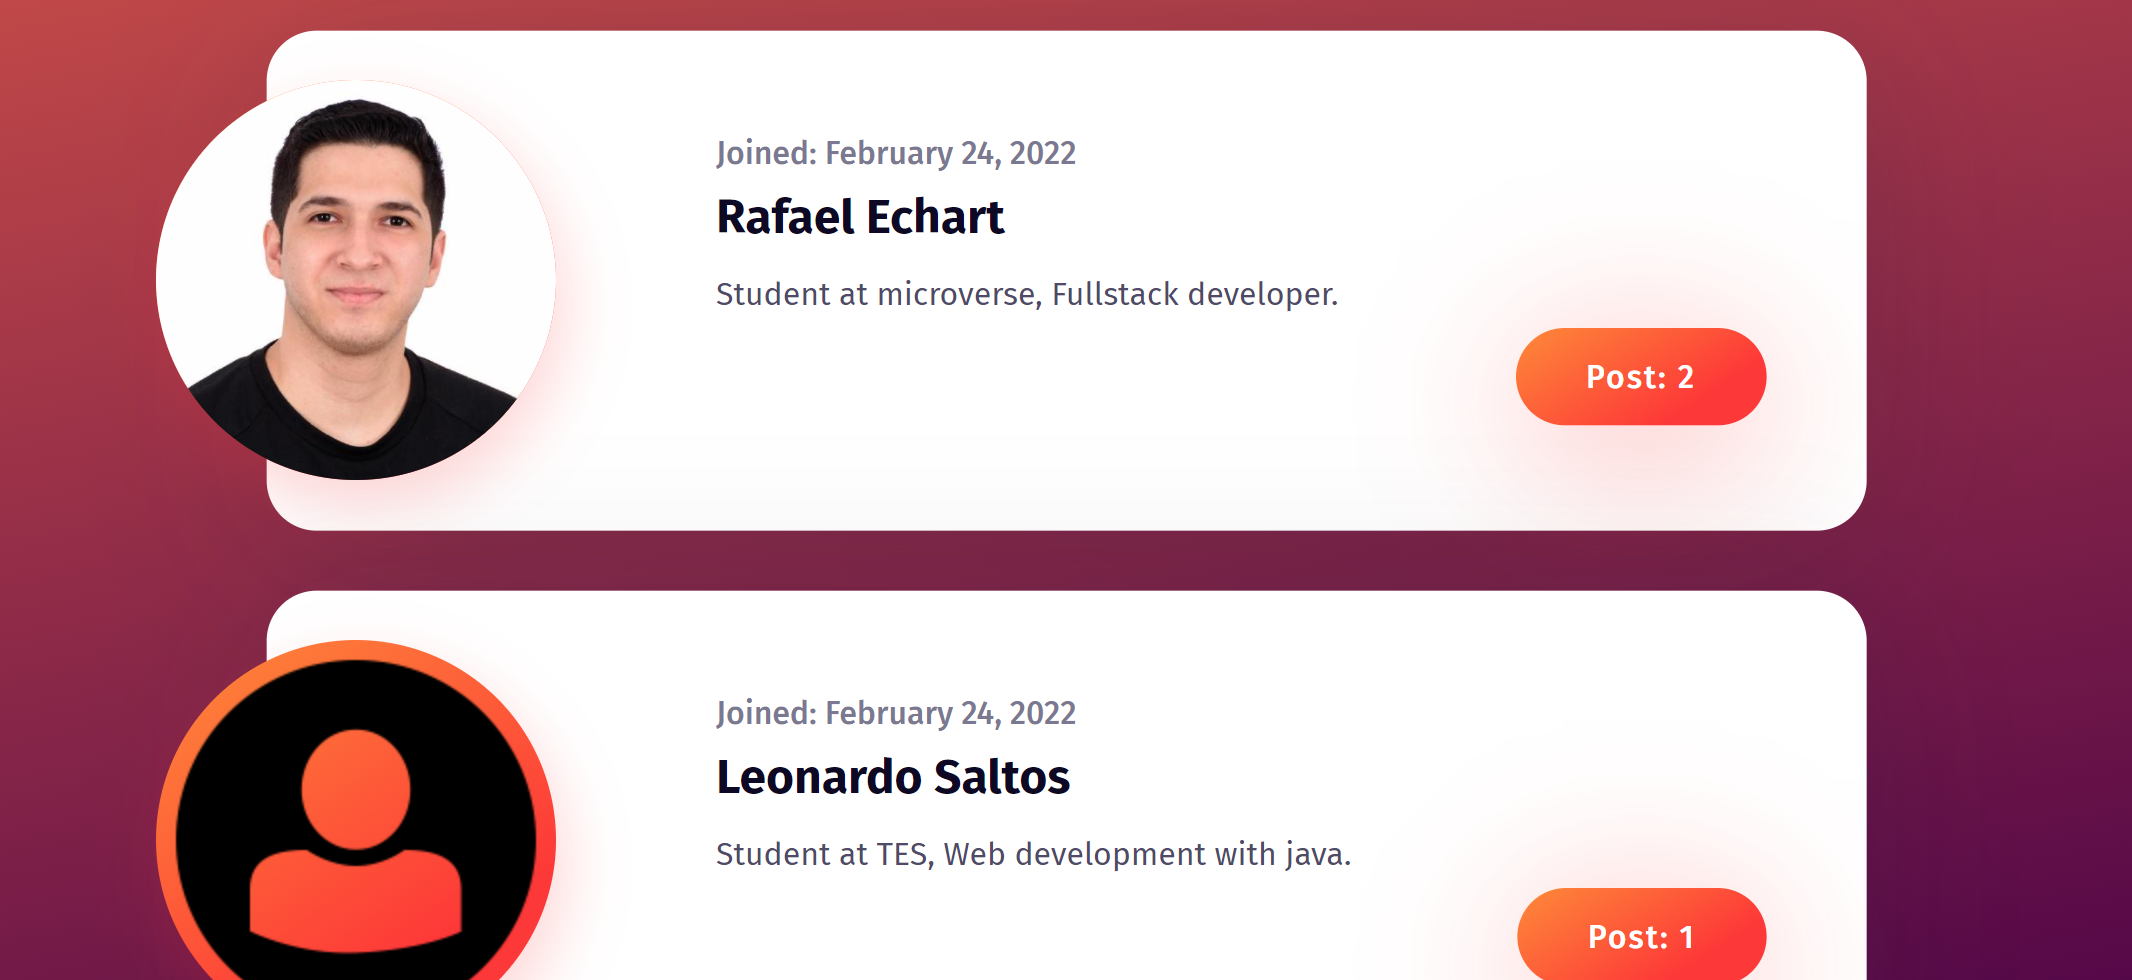 Joined: February 24, 2022
Rafael Echart
Student at microverse, Fullstack developer.
Post: 2
Joined: February 24, 2022
Leonardo Saltos
Student at TES, Web development with java.
Post: 1